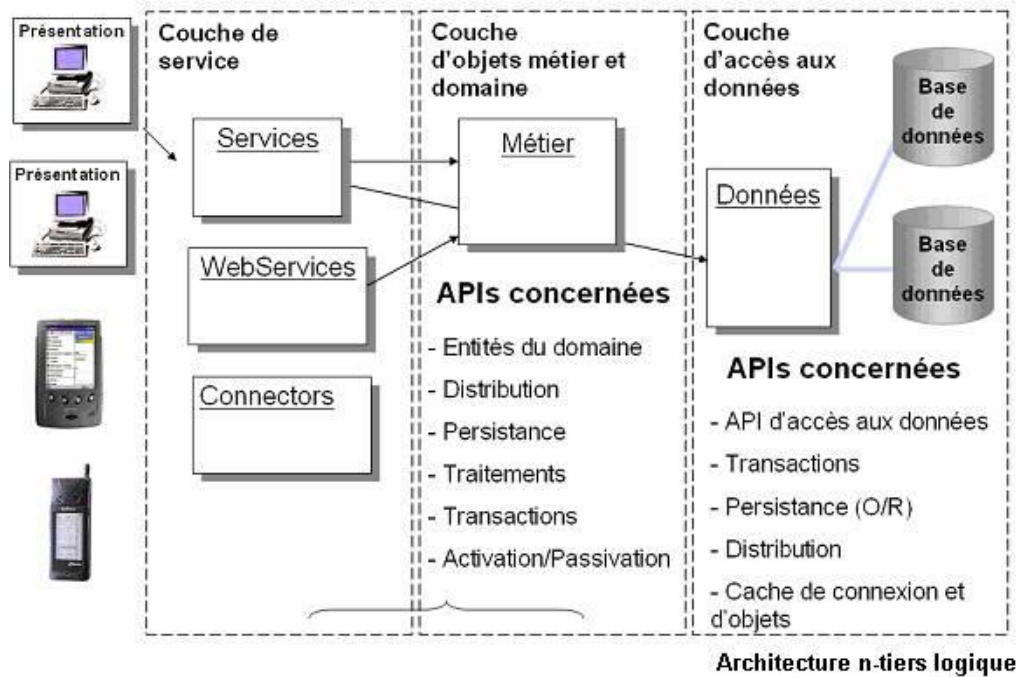 Présentation
Présentation
Couche de
service
Services
WebServices
Connectors
Couche
d'objets métier et
domaine
Métier
APIs concernées
- Entités du domaine
- Distribution
- Persistance
- Traitements
- Transactions
- Activation/Passivation
Couche
d'accès aux
données
Données
Base
de
données
Base
de
données
APIs concernées
- API d'accès aux données
- Transactions
- Persistance (O/R)
- Distribution
- Cache de connexion et
d'objets
Architecture n-tiers logique